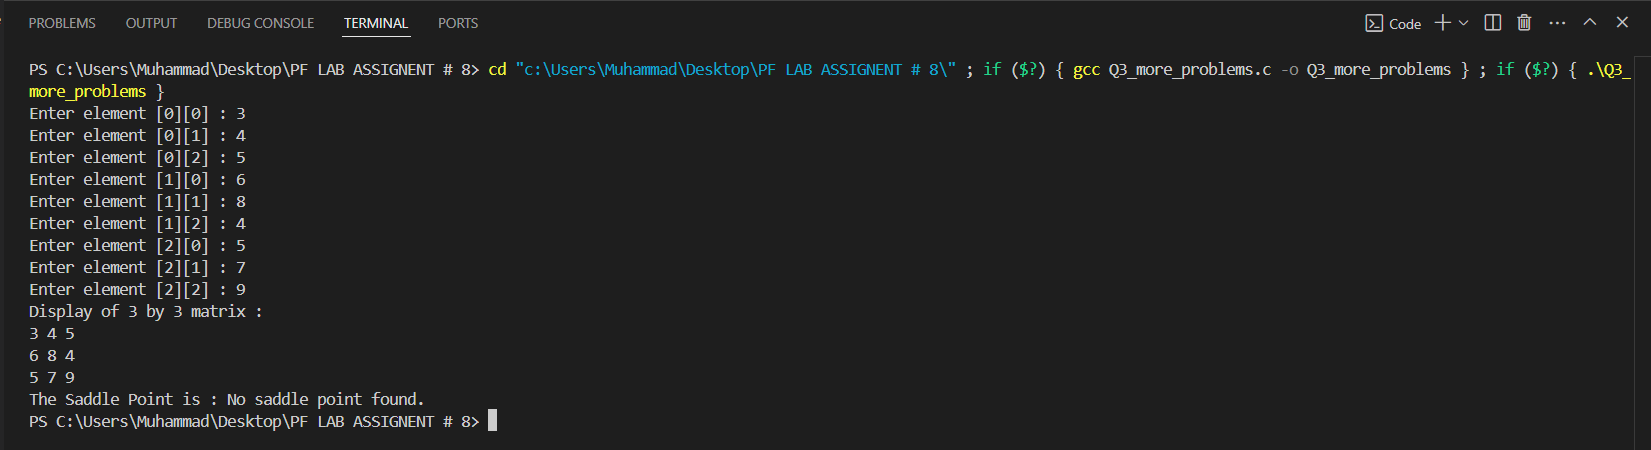 PROBLEMS OUTPUT DEBUG CONSOLE TERMINAL PORTS Code
PS C:\Users\Muhammad\Desktop\PF LAB ASSIGNENT # 8> cd "c:\Users\Muhammad\Desktop\PF LAB ASSIGNENT # 8\" ; if ($?) { gcc Q3_more_problems.c -o Q3_more_problems } ; if ($?) { .\Q3_
more_problems }
Enter element [0][0] : 3
Enter element [0][1] : 4
Enter element [0][2] : 5
Enter element [1][0] : 6
Enter element [1][1] : 8
Enter element [1][2] : 4
Enter element [2][0] : 5
Enter element [2][1] : 7
Enter element [2][2] : 9
Display of 3 by 3 matrix :
3 4 5
6 8 4
5 7 9
The Saddle Point is : No saddle point found.
PS C:\Users\Muhammad\Desktop\PF LAB ASSIGNENT # 8>